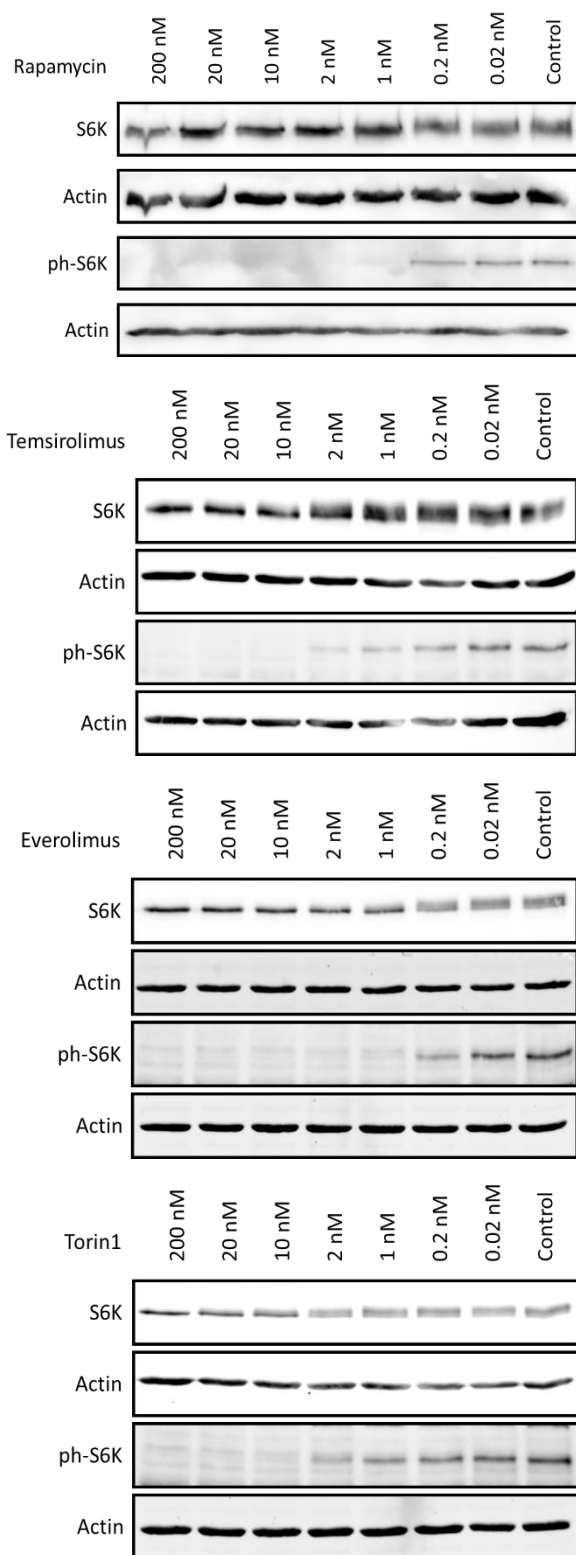 Rapamycin 200 nM 20 nM 10 nM 2 nM 1 nM 0.2 nM 0.02 nM Control
S6K
Actin
ph-S6K
Actin
Temsirolimus 200 nM 20 nM 10 nM 2 nM 1 nM 0.2 nM 0.02 nM Control
S6K
Actin
ph-S6K
Actin
Everolimus 200 nM 20 nM 10 nM 2 nM 1 nM 0.2 nM 0.02 nM Control
S6K
Actin
ph-S6K
Actin
Torin1 200 nM 20 nM 10 nM 2 nM 1 nM 0.2 nM 0.02 nM Control
S6K
Actin
ph-S6K
Actin